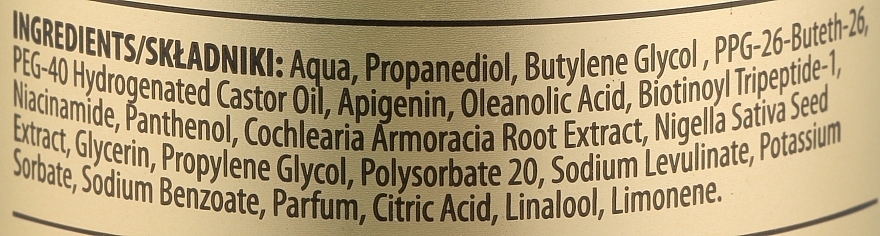 INGREDIENTS/SKŁADNIKI: Aqua, Propanediol, Butylene Glycol , PPG-26-Buteth-26,
PEG-40 Hydrogenated Castor Oil, Apigenin, Oleanolic Acid, Biotinoyl Tripeptide-1,
Niacinamide, Panthenol, Cochlearia Armoracia Root Extract, Nigella Sativa Seed
Extract, Glycerin, Propylene Glycol, Polysorbate 20, Sodium Levulinate, Potassium
Sorbate, Sodium Benzoate, Parfum, Citric Acid, Linalool, Limonene.